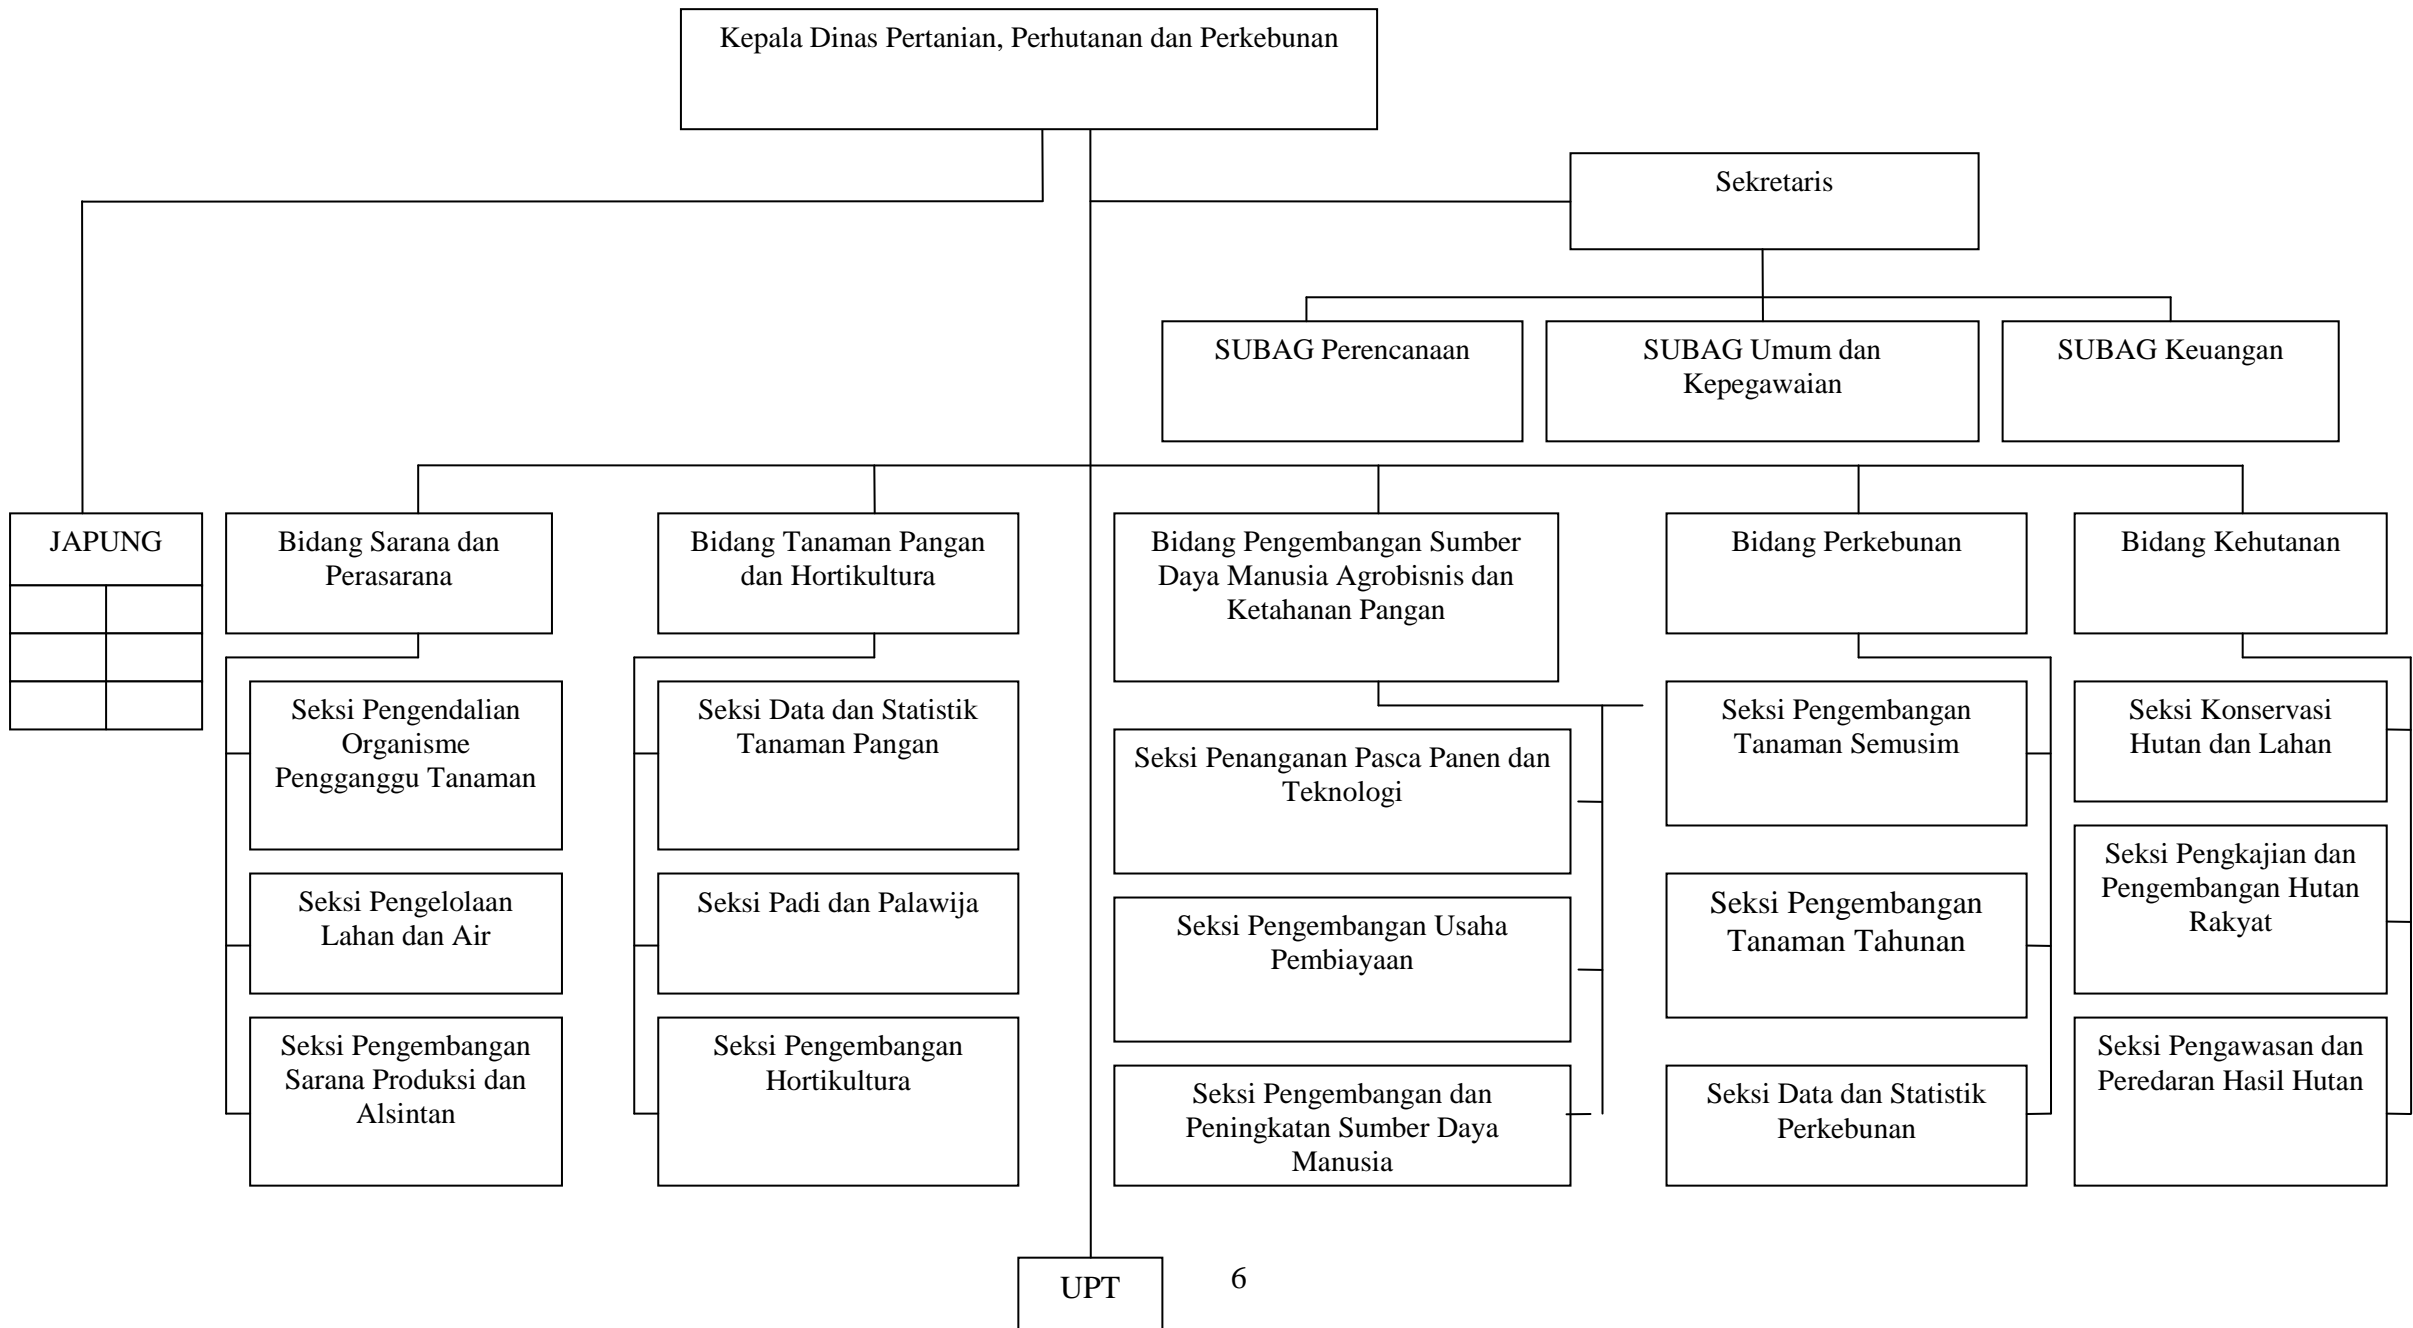 Kepala Dinas Pertanian, Perhutanan dan Perkebunan
Sekretaris
SUBAG Perencanaan
SUBAG Umum dan
Kepegawaian
SUBAG Keuangan
JAPUNG
Bidang Sarana dan
Perasarana
Bidang Tanaman Pangan
dan Hortikultura
Bidang Pengembangan Sumber
Daya Manusia Agrobisnis dan
Ketahanan Pangan
Bidang Perkebunan
Bidang Kehutanan
Seksi Pengendalian
Organisme
Pengganggu Tanaman
Seksi Pengelolaan
Lahan dan Air
Seksi Pengembangan
Sarana Produksi dan
Alsintan
Seksi Data dan Statistik
Tanaman Pangan
Seksi Padi dan Palawija
Seksi Pengembangan
Hortikultura
Seksi Penanganan Pasca Panen dan
Teknologi
Seksi Pengembangan Usaha
Pembiayaan
Seksi Pengembangan dan
Peningkatan Sumber Daya
Manusia
Seksi Pengembangan
Tanaman Semusim
Seksi Pengembangan
Tanaman Tahunan
Seksi Data dan Statistik
Perkebunan
Seksi Konservasi
Hutan dan Lahan
Seksi Pengkajian dan
Pengembangan Hutan
Rakyat
Seksi Pengawasan dan
Peredaran Hasil Hutan
UPT
6